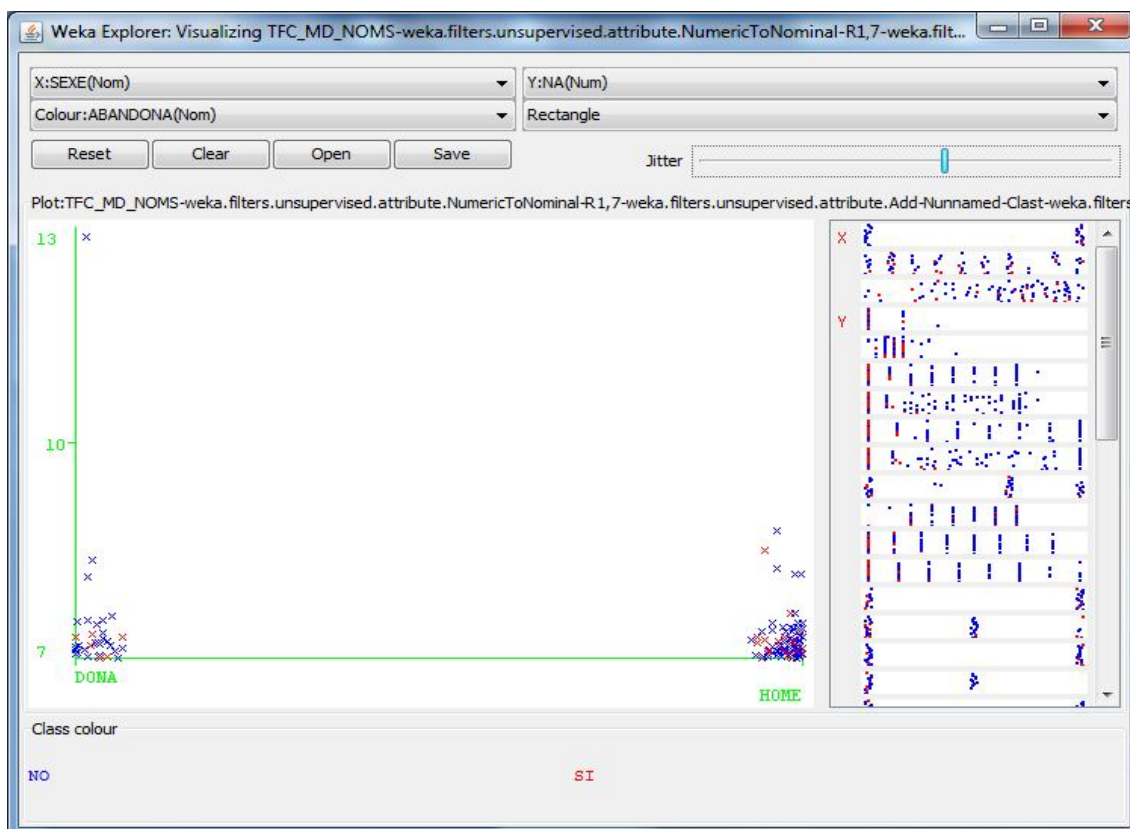 Weka Explorer: Visualizing TFC_MD_NOMS-weka.filters.unsupervised.attribute.NumericToNominal-R1,7-weka.filt...
X:SEXE(Nom) Y:NA(Num)
Colour:ABANDONA(Nom) Rectangle
Reset Clear Open Save Jitter
Plot:TFC_MD_NOMS-weka.filters.unsupervised.attribute.NumericToNominal-R1,7-weka.filters.unsupervised.attribute.Add-Nunnamed-Clast-weka.filters
13
X
Y
10
7
DONA
HOME
Class colour
NO SI